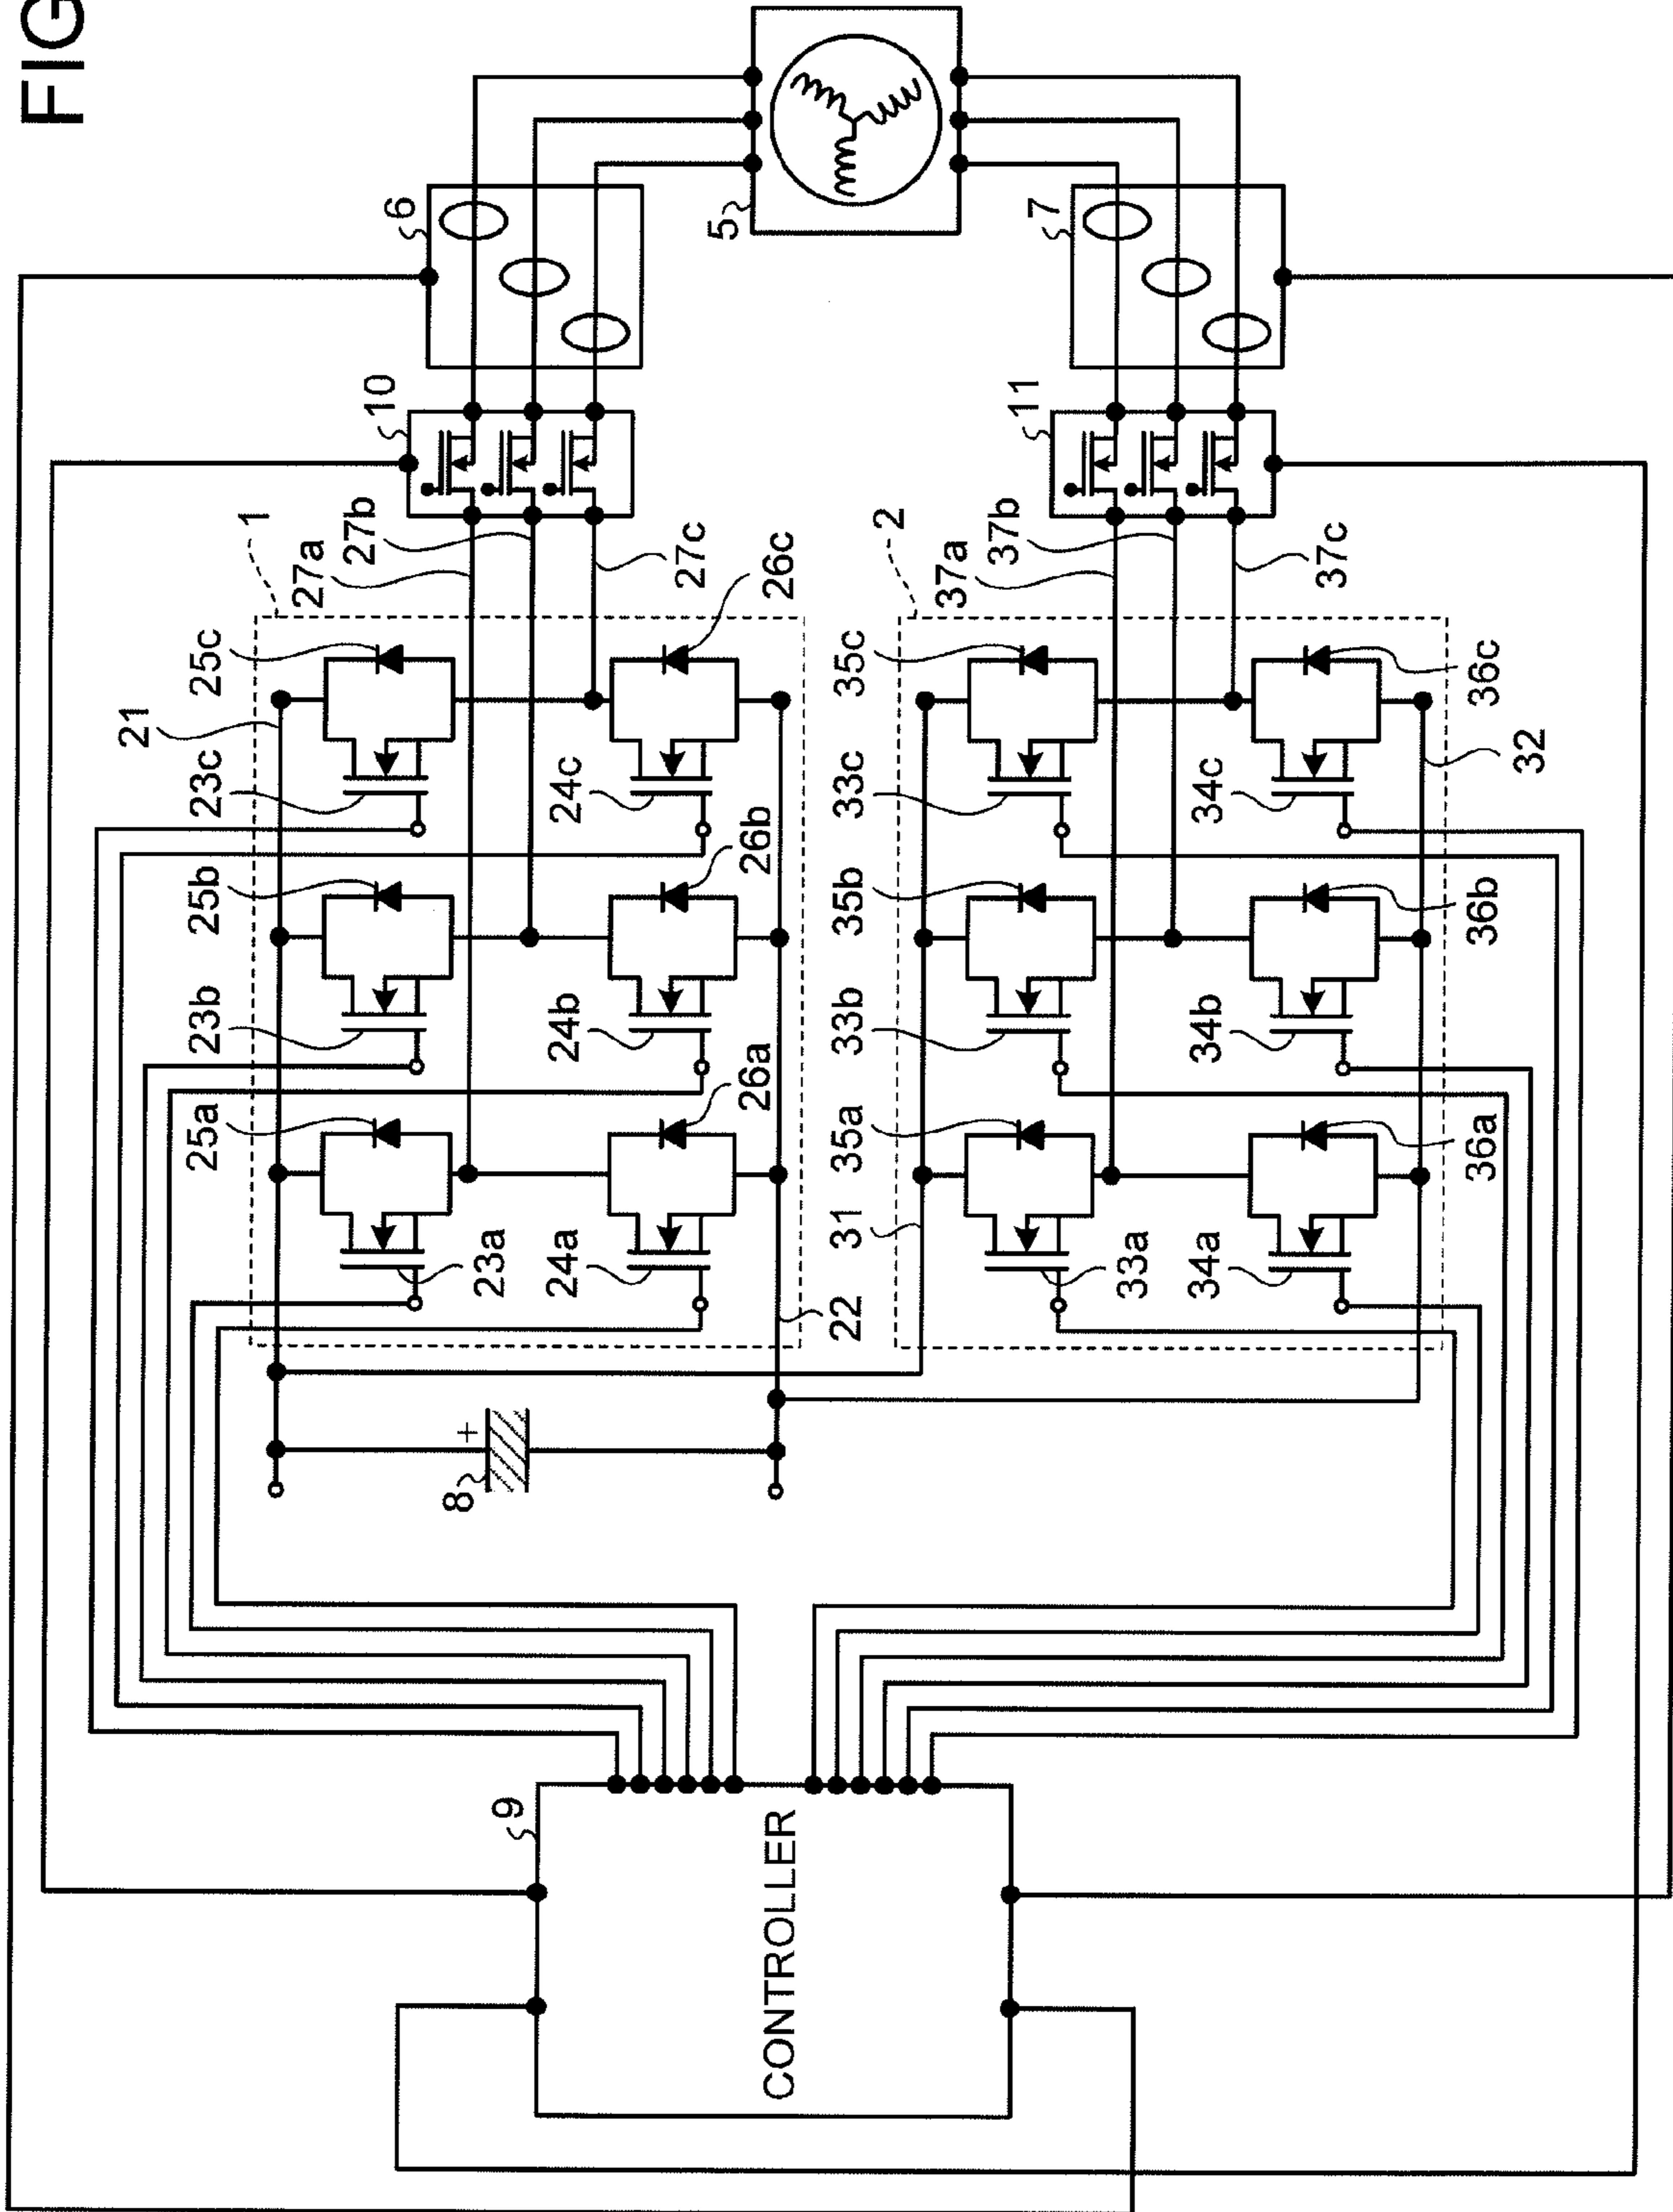 FIG
6
10
5
7
11
1
27a
27b
27c
2
37a
37b
37c
21
25c
26c
23c
24c
35c
36c
33c
34c
32
25b
26b
23b
24b
35b
36b
33b
34b
25a
26a
23a
24a
22
31
35a
36a
33a
34a
+
8
9
CONTROLLER